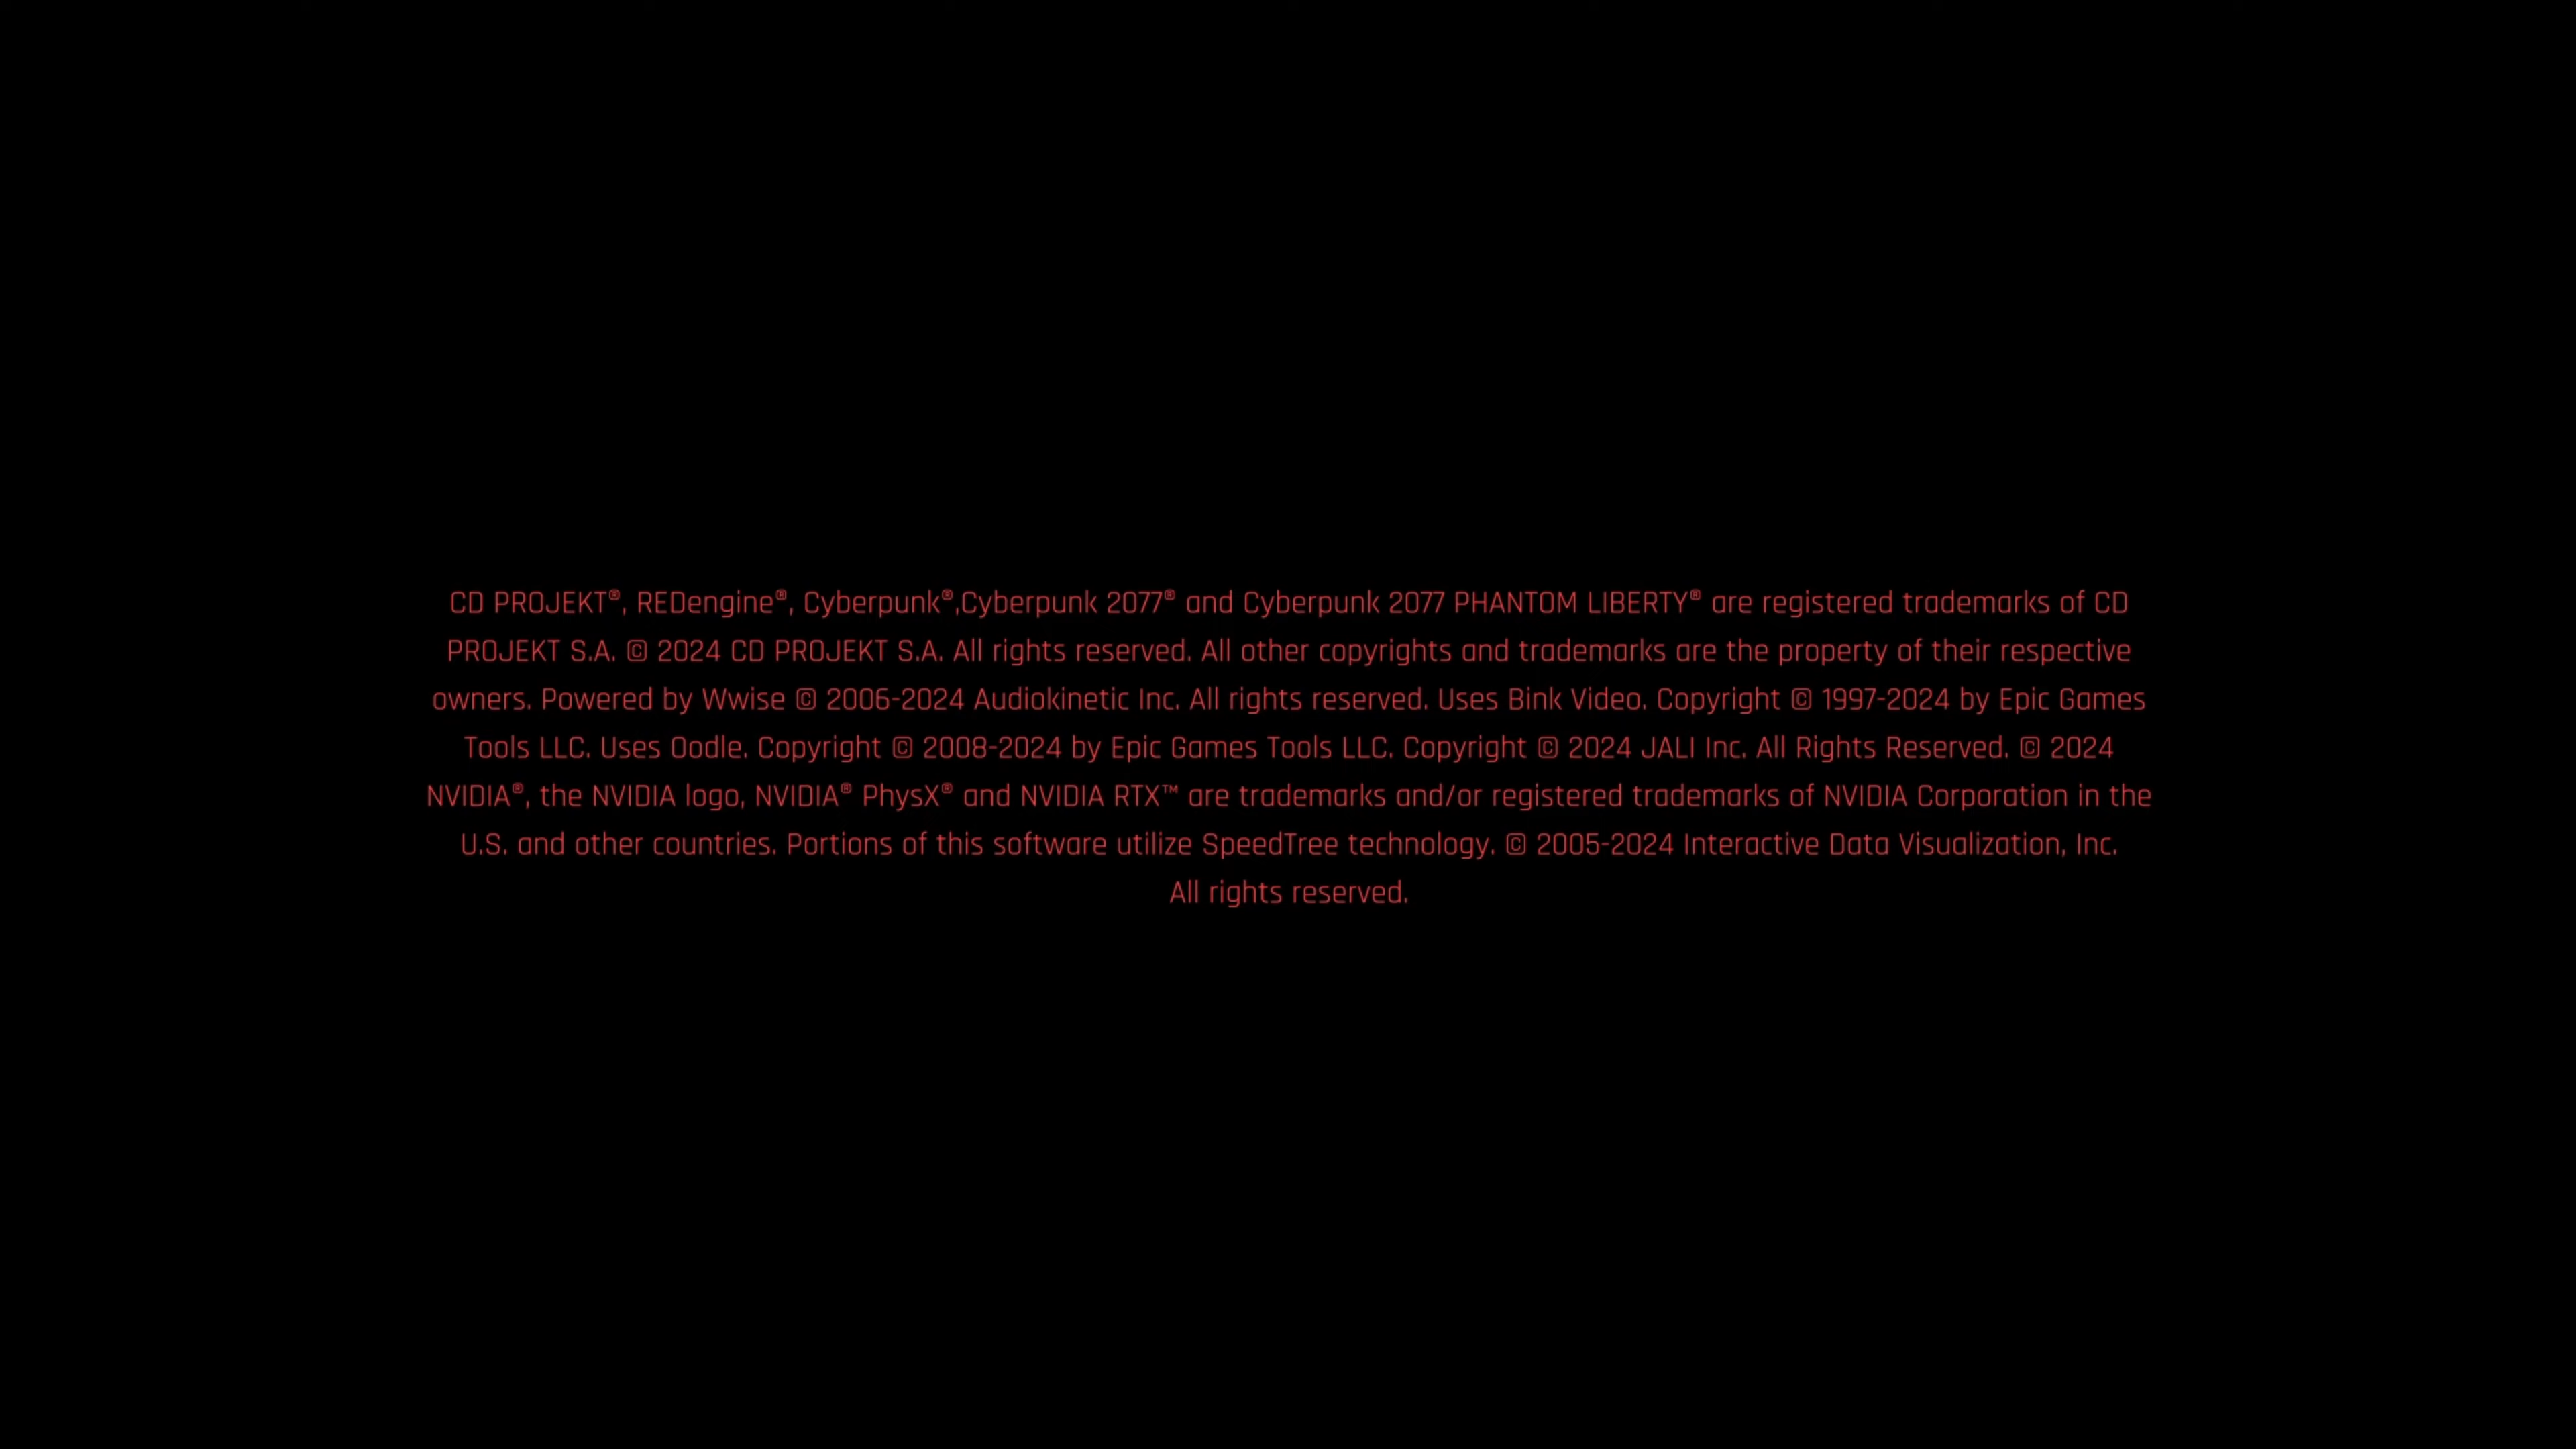 CD PROJEKT®, REDengine®, Cyberpunk®,Cyberpunk 2077® and Cyberpunk 2077 PHANTOM LIBERTY® are registered trademarks of CD
PROJEKT S.A. © 2024 CD PROJEKT S.A. All rights reserved. All other copyrights and trademarks are the property of their respective
owners. Powered by Wwise © 2006-2024 Audiokinetic Inc. All rights reserved. Uses Bink Video. Copyright © 1997-2024 by Epic Games
Tools LLC. Uses Oodle. Copyright © 2008-2024 by Epic Games Tools LLC. Copyright © 2024 JALI Inc. All Rights Reserved. © 2024
NVIDIA®, the NVIDIA logo, NVIDIA® PhysX® and NVIDIA RTX™ are trademarks and/or registered trademarks of NVIDIA Corporation in the
U.S. and other countries. Portions of this software utilize SpeedTree technology. © 2005-2024 Interactive Data Visualization, Inc.
All rights reserved.